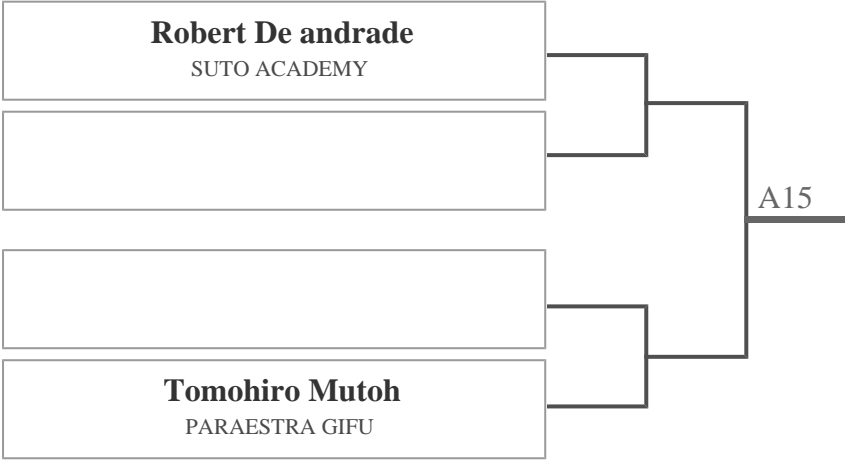 Robert De andrade
SUTO ACADEMY
A15
Tomohiro Mutoh
PARAESTRA GIFU